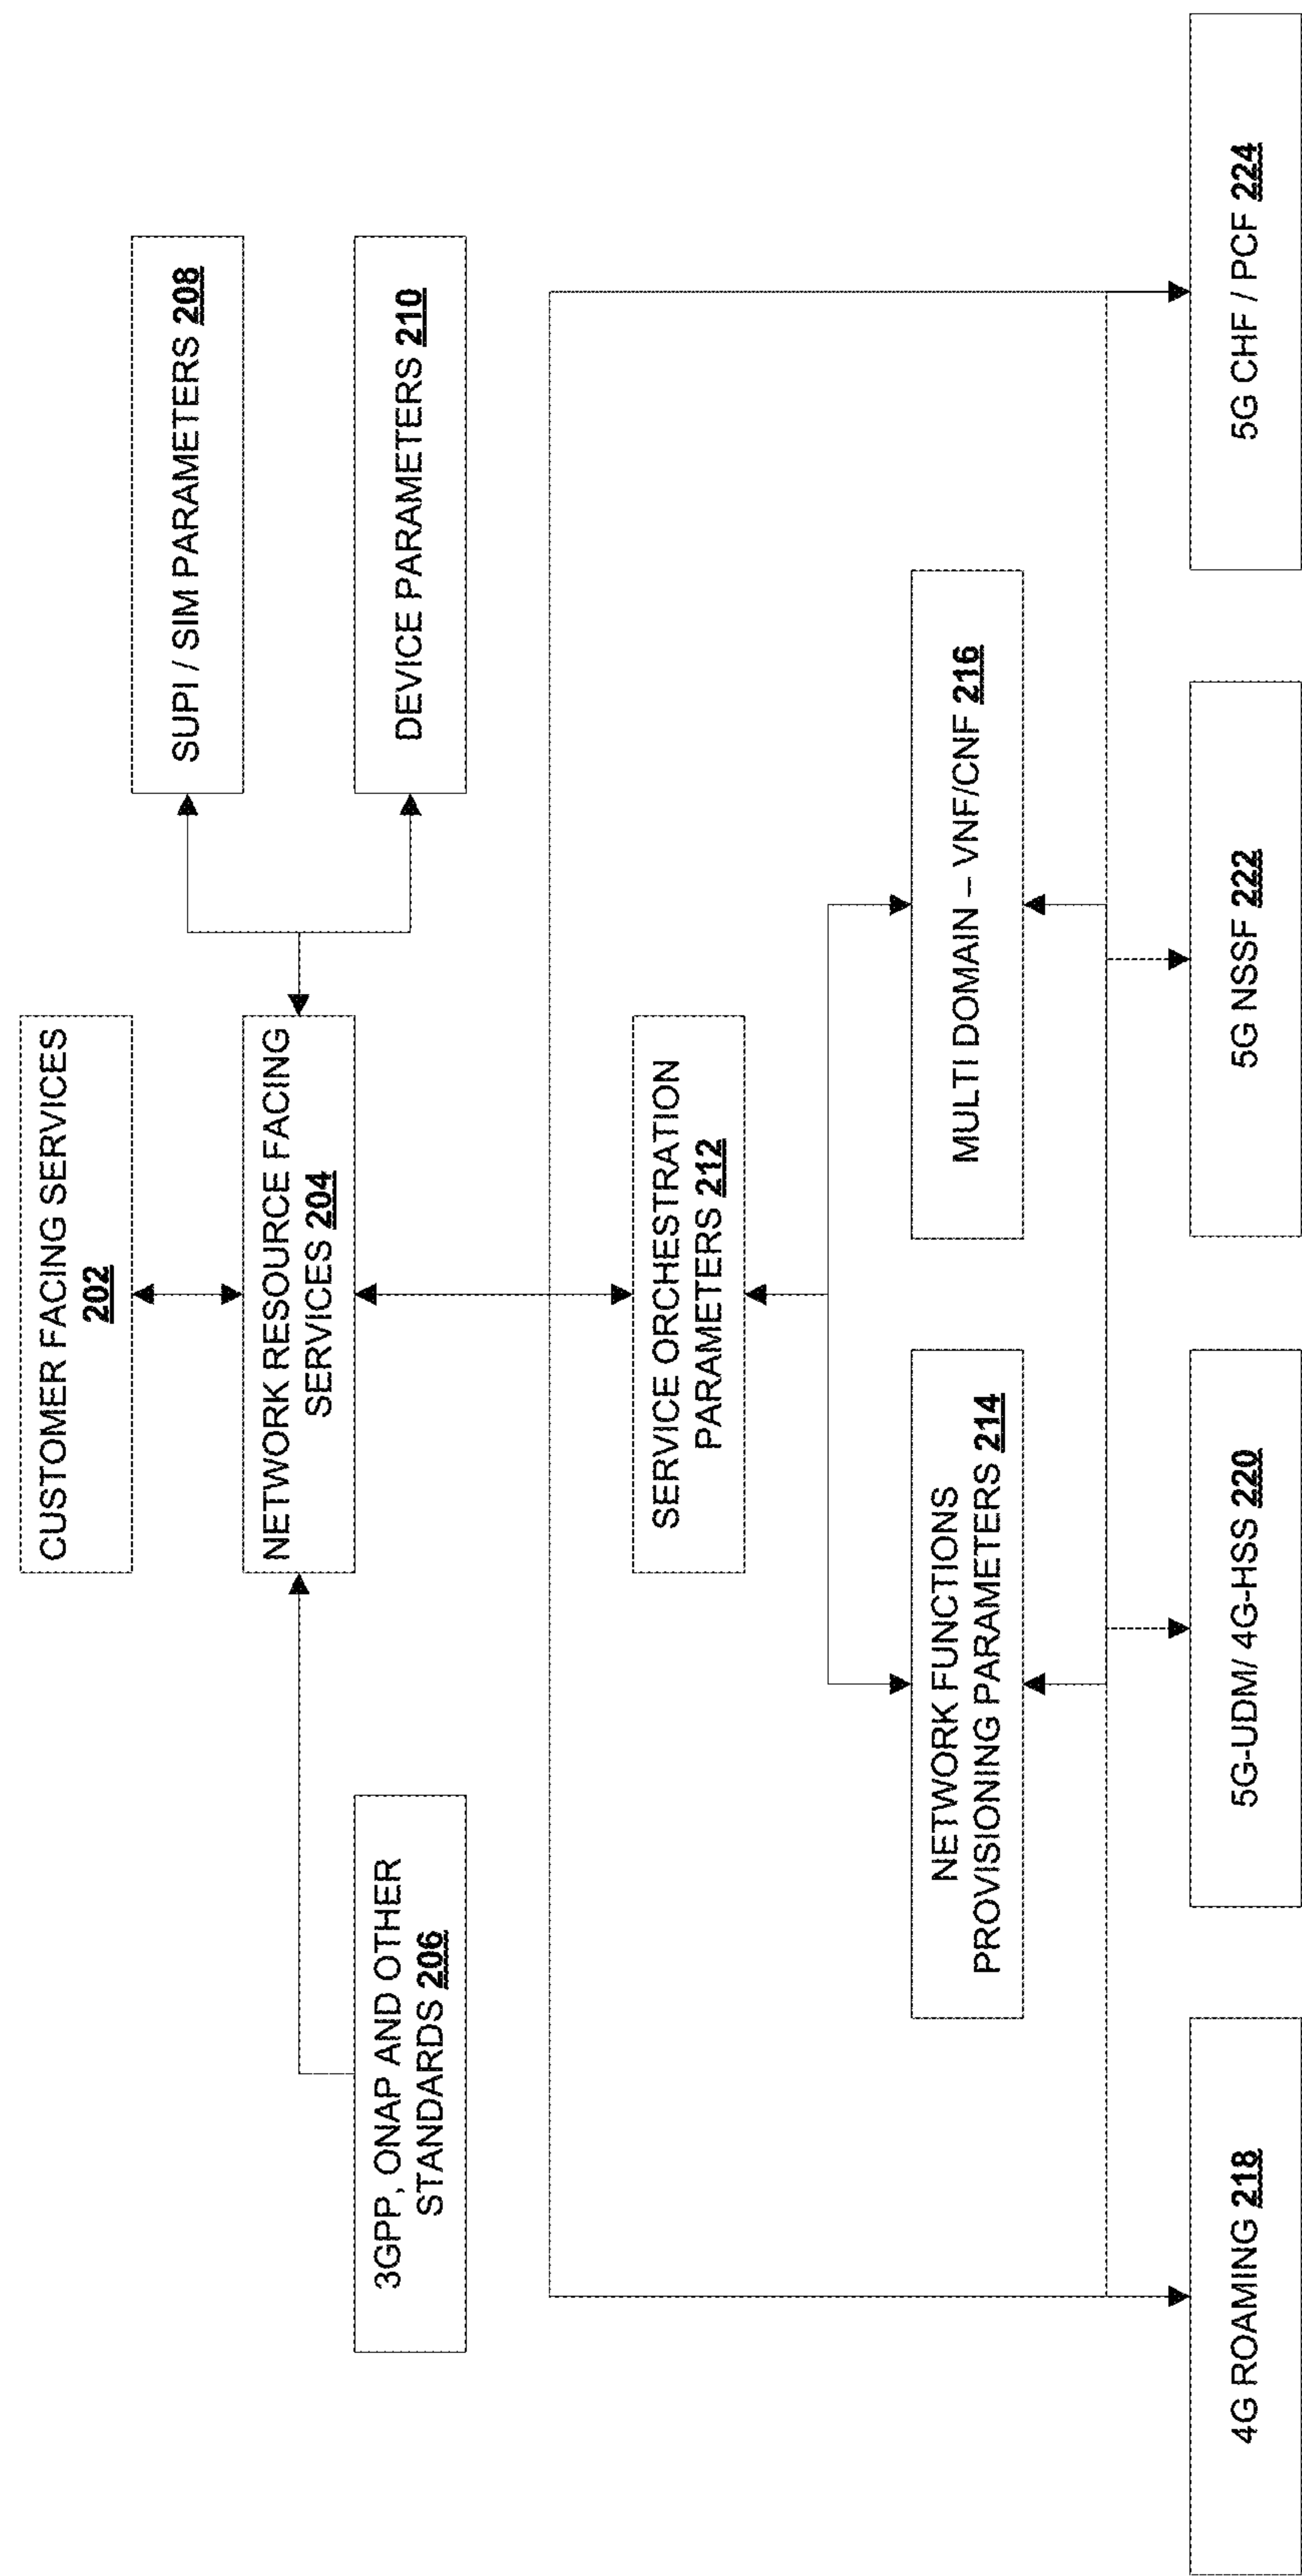 CUSTOMER FACING SERVICES
202
NETWORK RESOURCE FACING
SERVICES 204
SUPI / SIM PARAMETERS 208
3GPP, ONAP AND OTHER
STANDARDS 206
DEVICE PARAMETERS 210
SERVICE ORCHESTRATION
PARAMETERS 212
NETWORK FUNCTIONS
PROVISIONING PARAMETERS 214
MULTI DOMAIN – VNF/CNF 216
4G ROAMING 218
5G-UDM/ 4G-HSS 220
5G NSSF 222
5G CHF / PCF 224